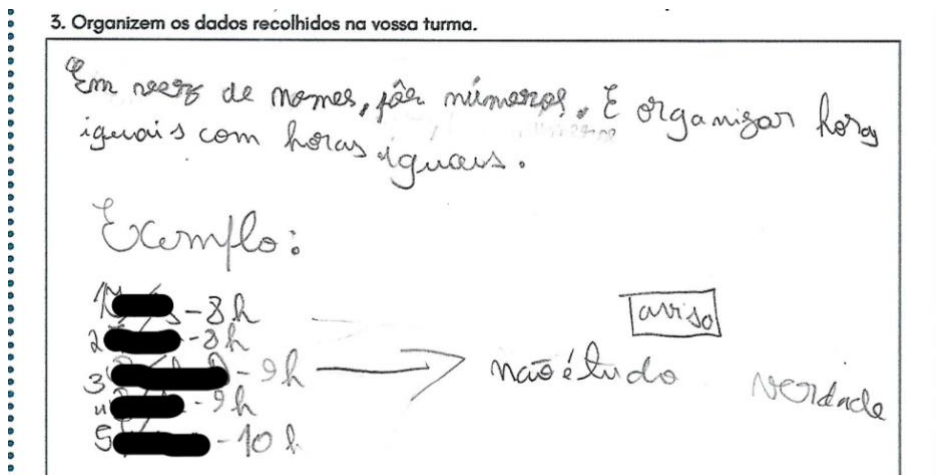 3. Organizem os dados recolhidos na vossa turma.
Em veez de nomes, pôr números. E organizar horas
iguais com horas iguais.
Exemplo:
1 - 8h
2 - 8h
3 - 9h
4 - 9h
5 - 10h
aviso
não é tudo verdade